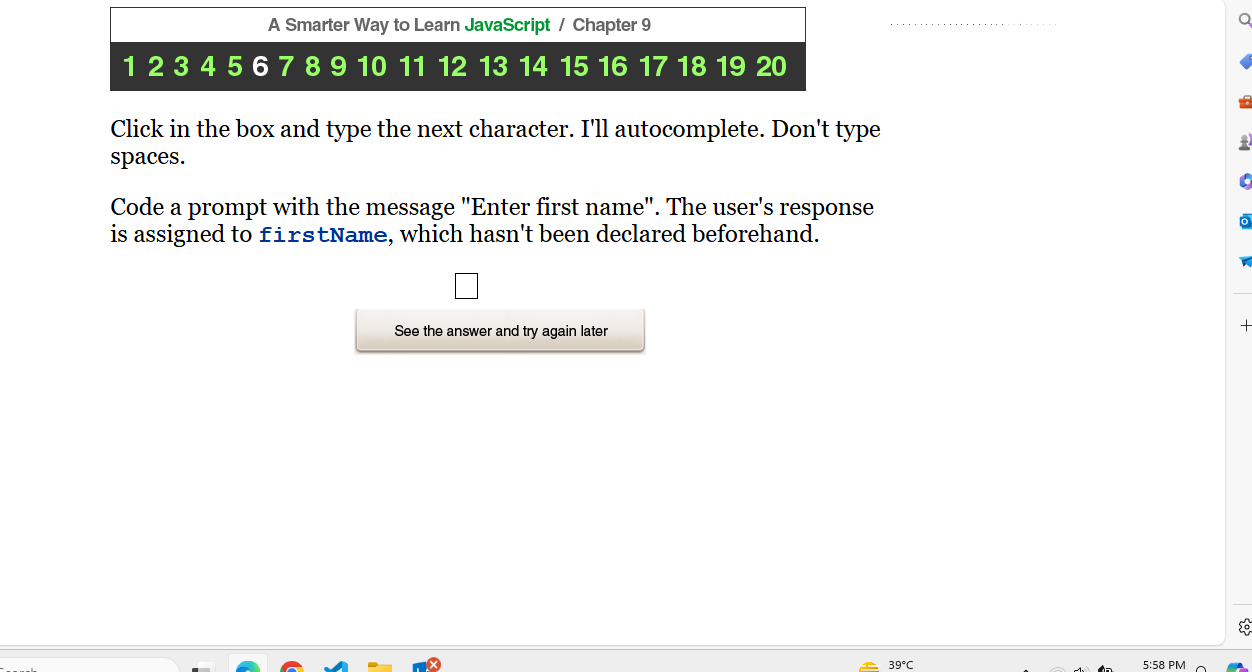 A Smarter Way to Learn JavaScript / Chapter 9
1 2 3 4 5 6 7 8 9 10 11 12 13 14 15 16 17 18 19 20
Click in the box and type the next character. I'll autocomplete. Don't type
spaces.
Code a prompt with the message "Enter first name". The user's response
is assigned to firstName, which hasn't been declared beforehand.
See the answer and try again later
39°C
5:58 PM